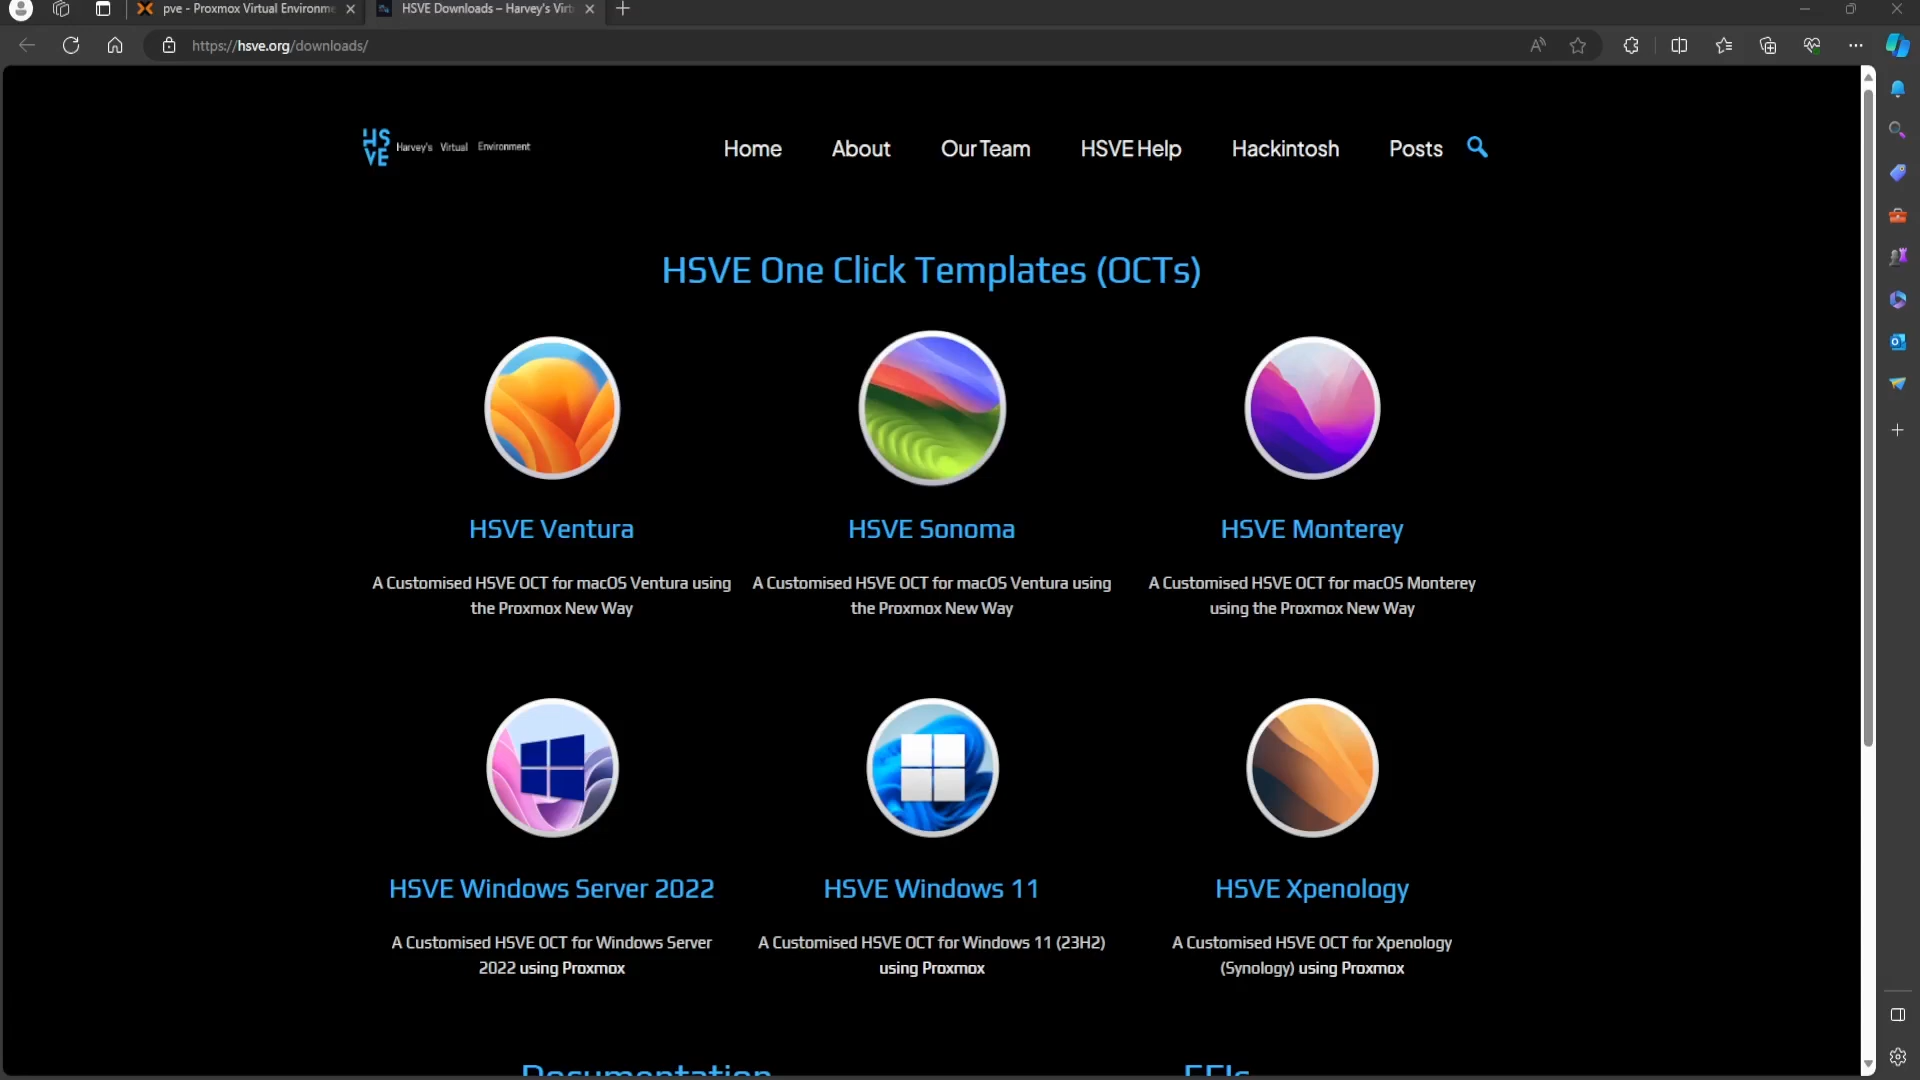 pve - Proxmox Virtual Environme
HSVE Downloads – Harvey's Virt
https://hsve.org/downloads/
HS
VE
Harvey's Virtual Environment
Home
About
Our Team
HSVE Help
Hackintosh
Posts
HSVE One Click Templates (OCTs)
HSVE Ventura
A Customised HSVE OCT for macOS Ventura using
the Proxmox New Way
HSVE Sonoma
A Customised HSVE OCT for macOS Ventura using
the Proxmox New Way
HSVE Monterey
A Customised HSVE OCT for macOS Monterey
using the Proxmox New Way
HSVE Windows Server 2022
A Customised HSVE OCT for Windows Server
2022 using Proxmox
HSVE Windows 11
A Customised HSVE OCT for Windows 11 (23H2)
using Proxmox
HSVE Xpenology
A Customised HSVE OCT for Xpenology
(Synology) using Proxmox
Documentation
EFIs